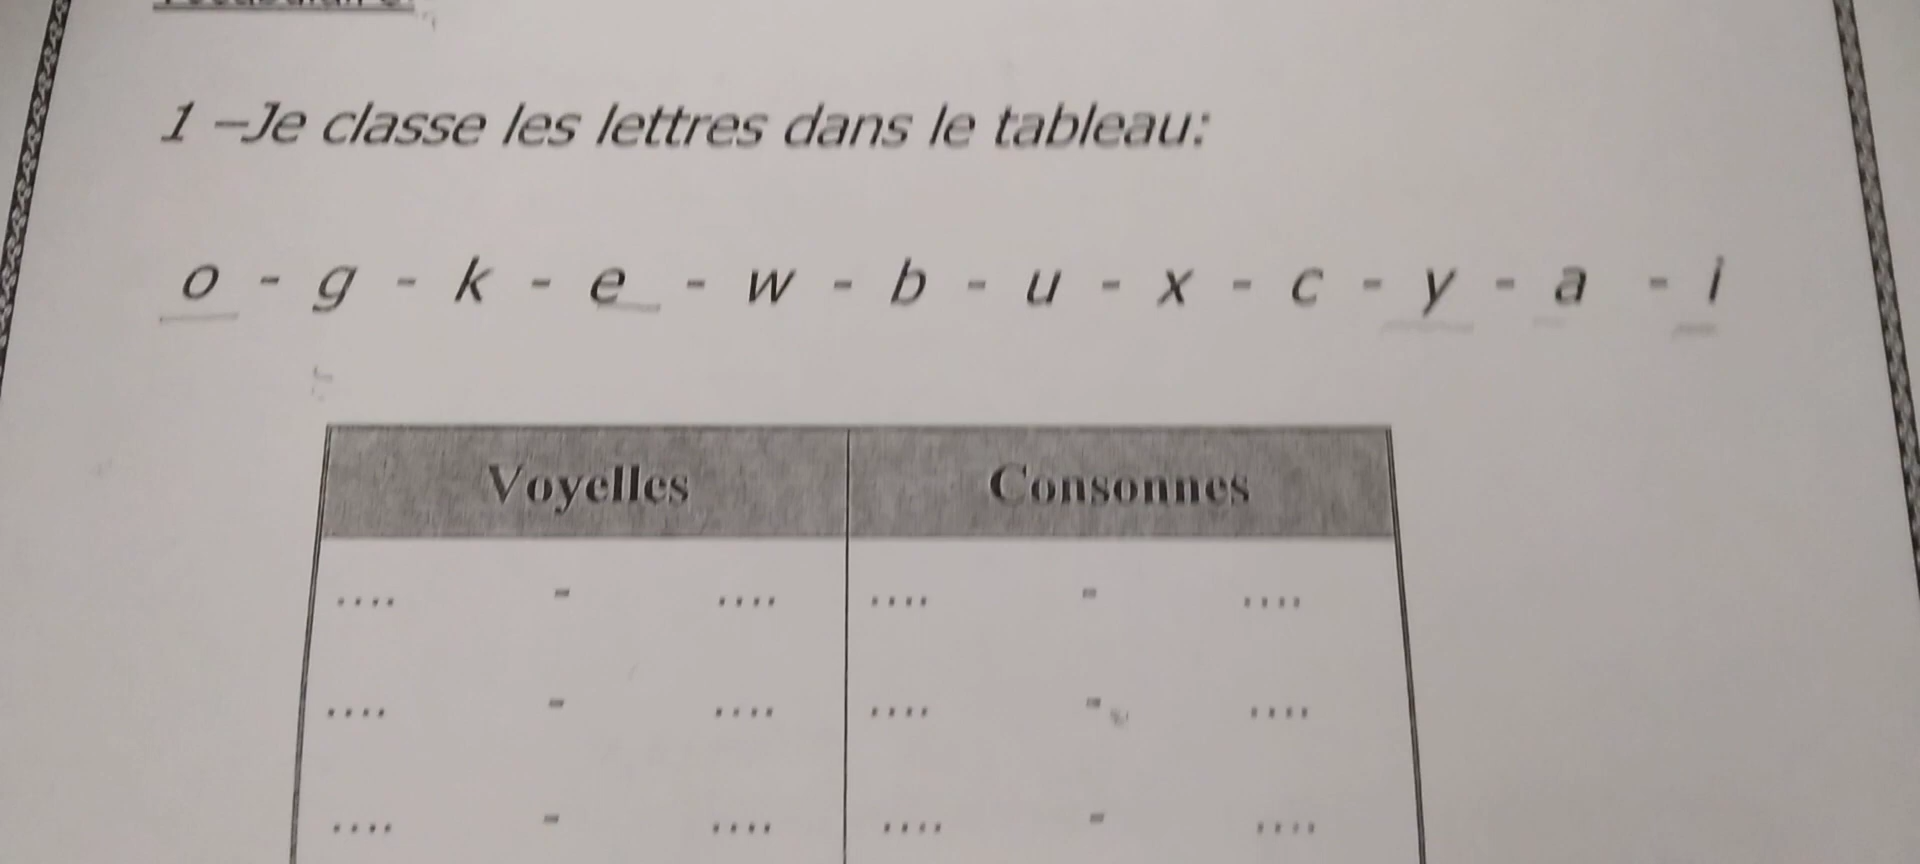 1 –Je classe les lettres dans le tableau:
o - g - k - e - w - b - u - x - c - y - a - i
Voyelles Consonnes
.... - .... .... - ....
.... - .... .... - ....
.... - .... .... - ....